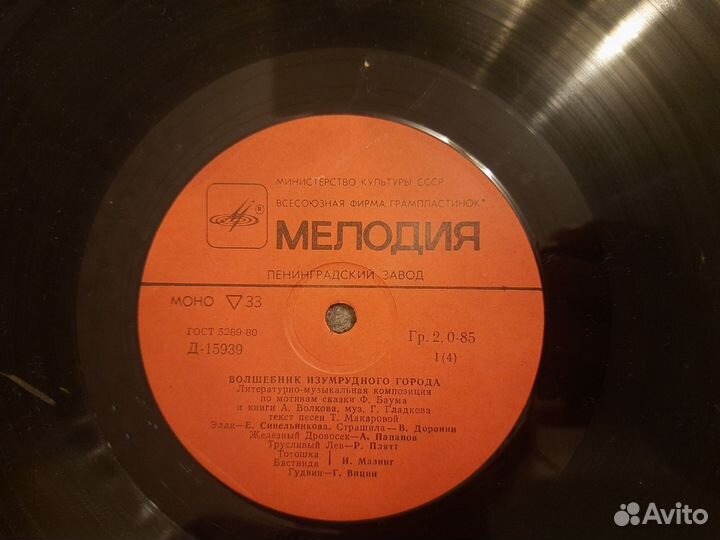 МИНИСТЕРСТВО КУЛЬТУРЫ СССР
ВСЕСОЮЗНАЯ ФИРМА ГРАМПЛАСТИНОК
®
МЕЛОДИЯ
ЛЕНИНГРАДСКИЙ ЗАВОД
МОНО ▽ 33
ГОСТ 5289-80
Д-15939
Гр. 2. 0-85
1(4)
ВОЛШЕБНИК ИЗУМРУДНОГО ГОРОДА
Литературно-музыкальная композиция
по мотивам сказки Ф. Баума
и книги А. Волкова, муз. Г. Гладкова
текст песен Т. Макаровой
Элли—Е. Синельникова, Страшила—В. Доронин
Железный Дровосек—А. Папанов
Трусливый Лев—Р. Плятт
Тотошка
Бастинда
И. Мазинг
Гудвин—Г. Вицин
Avito